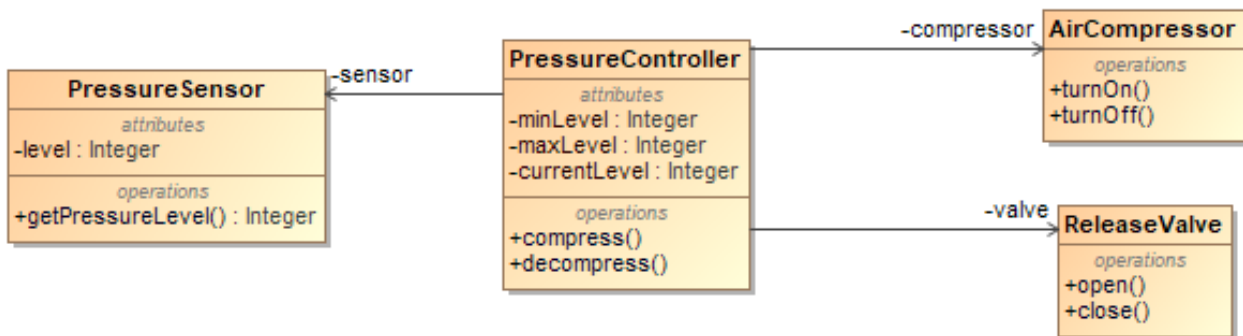 PressureSensor
attributes
-level : Integer
operations
+getPressureLevel() : Integer
-sensor
PressureController
attributes
-minLevel : Integer
-maxLevel : Integer
-currentLevel : Integer
operations
+compress()
+decompress()
-compressor
AirCompressor
operations
+turnOn()
+turnOff()
-valve
ReleaseValve
operations
+open()
+close()